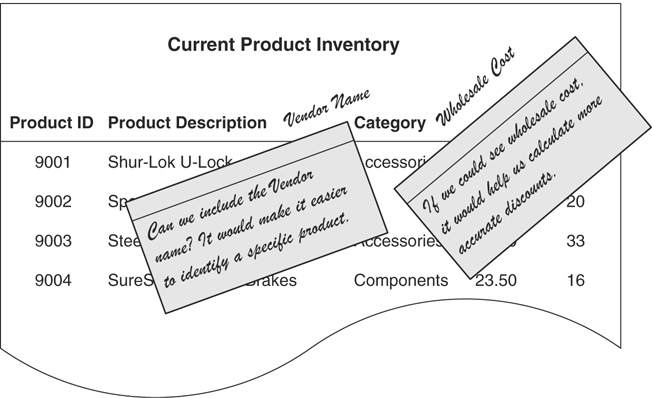 Current Product Inventory
Vendor Name
Wholesale Cost
Product ID Product Description Category
9001 Shur-Lok U-Lock
9002 20
9003 33
9004 Components 23.50 16
Can we include the Vendor
name? It would make it easier
to identify a specific product.
If we could see wholesale cost,
it would help us calculate more
accurate discounts.